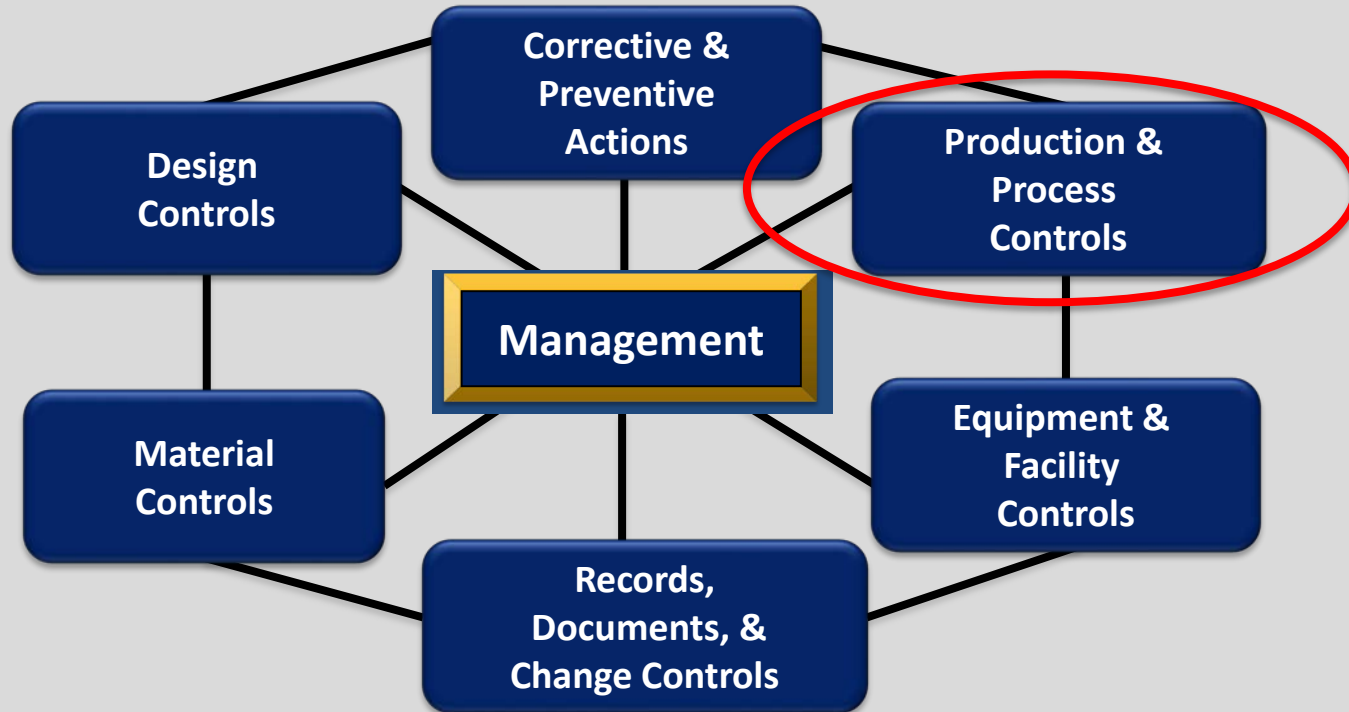 Corrective &
Preventive
Actions
Design
Controls
Production &
Process
Controls
Management
Material
Controls
Equipment &
Facility
Controls
Records,
Documents, &
Change Controls